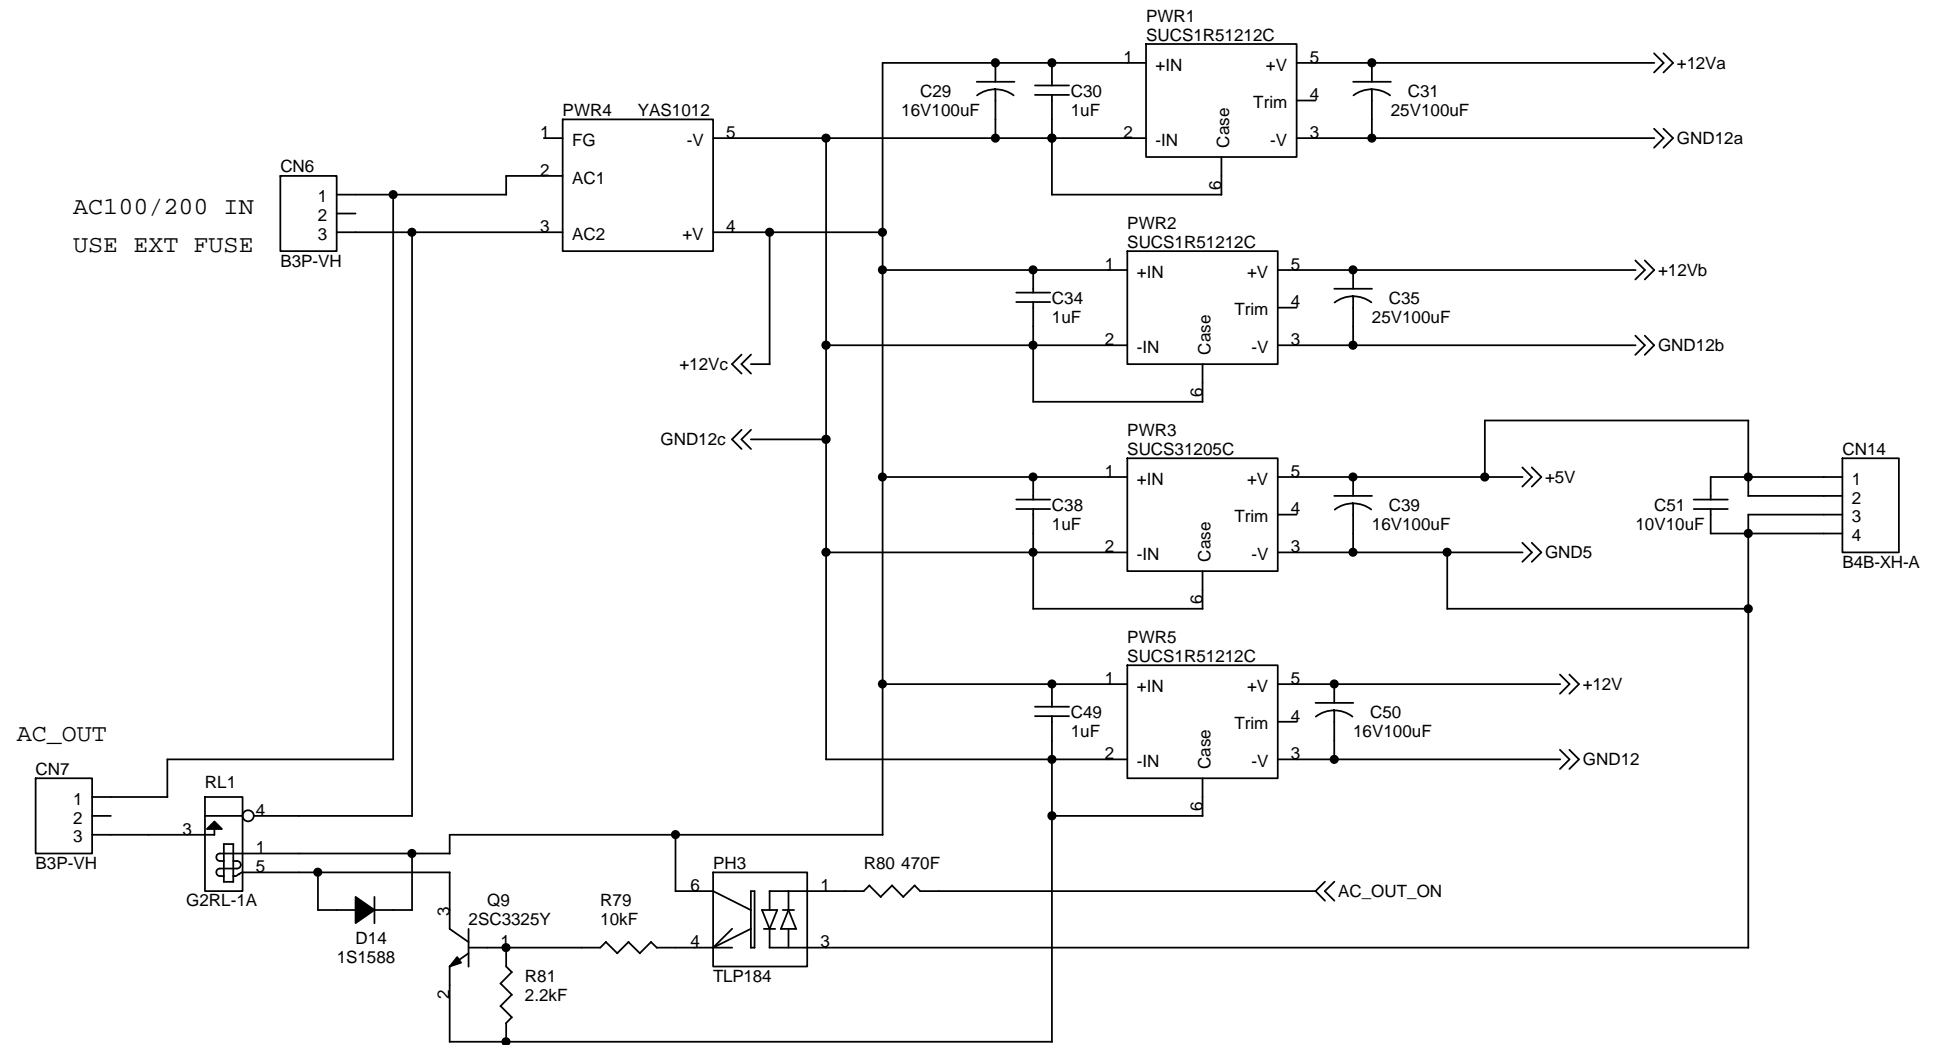 PWR1
SUCS1R51212C
1
+IN
+V
5
+12Va
C29
16V100uF
C30
1uF
Trim
4
C31
25V100uF
Case
2
-IN
-V
3
GND12a
6
PWR4 YAS1012
1
FG
-V
5
2
AC1
3
AC2
+V
4
CN6
1
2
3
B3P-VH
AC100/200 IN
USE EXT FUSE
PWR2
SUCS1R51212C
1
+IN
+V
5
+12Vb
C34
1uF
Trim
4
C35
25V100uF
Case
2
-IN
-V
3
GND12b
6
+12Vc
GND12c
PWR3
SUCS31205C
1
+IN
+V
5
+5V
C38
1uF
Trim
4
C39
16V100uF
Case
2
-IN
-V
3
GND5
6
CN14
1
2
3
4
B4B-XH-A
C51
10V10uF
PWR5
SUCS1R51212C
1
+IN
+V
5
+12V
C49
1uF
Trim
4
C50
16V100uF
Case
2
-IN
-V
3
GND12
6
AC_OUT
CN7
1
2
3
B3P-VH
RL1
4
3
1
5
G2RL-1A
D14
1S1588
Q9
2SC3325Y
3
1
2
R79
10kF
R81
2.2kF
PH3
6
4
1
3
TLP184
R80 470F
AC_OUT_ON